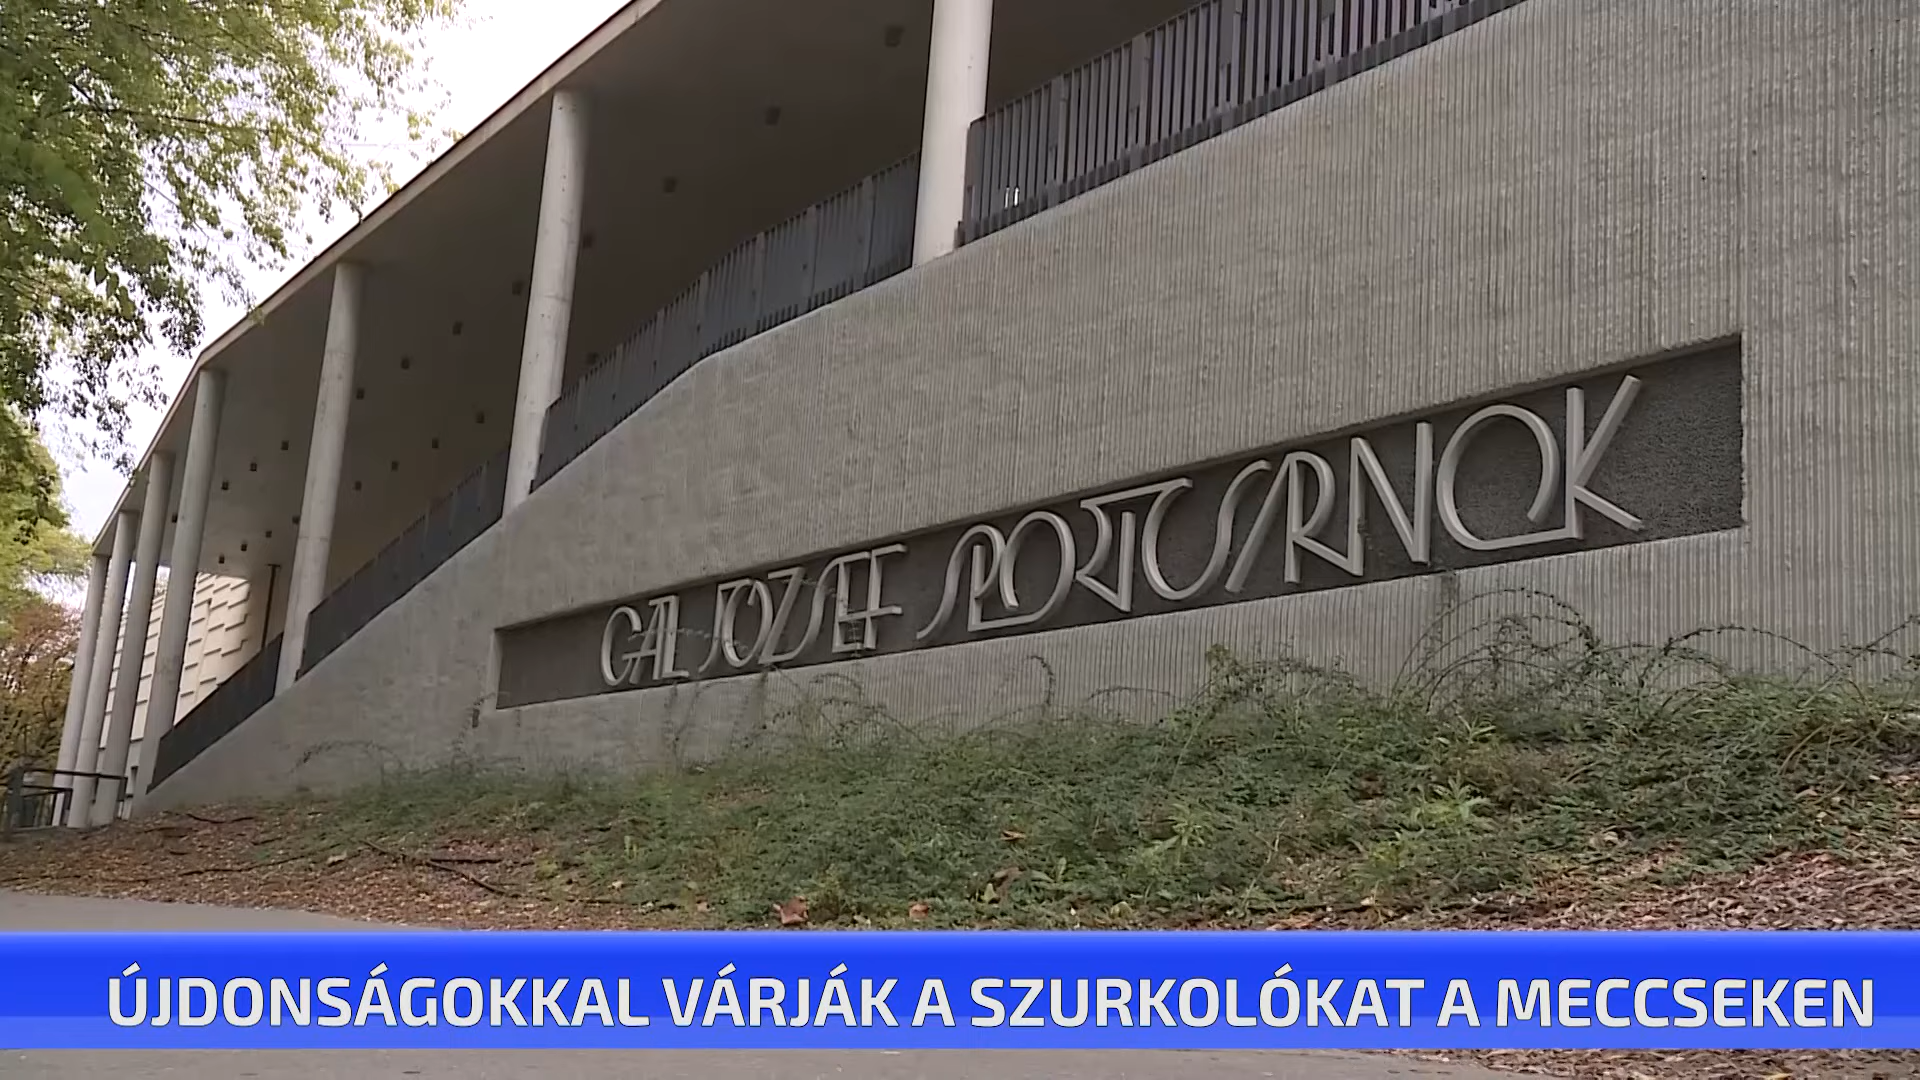 GÁL JÓZSEF SPORTCSARNOK
ÚJDONSÁGOKKAL VÁRJÁK A SZURKOLÓKAT A MECCSEKEN